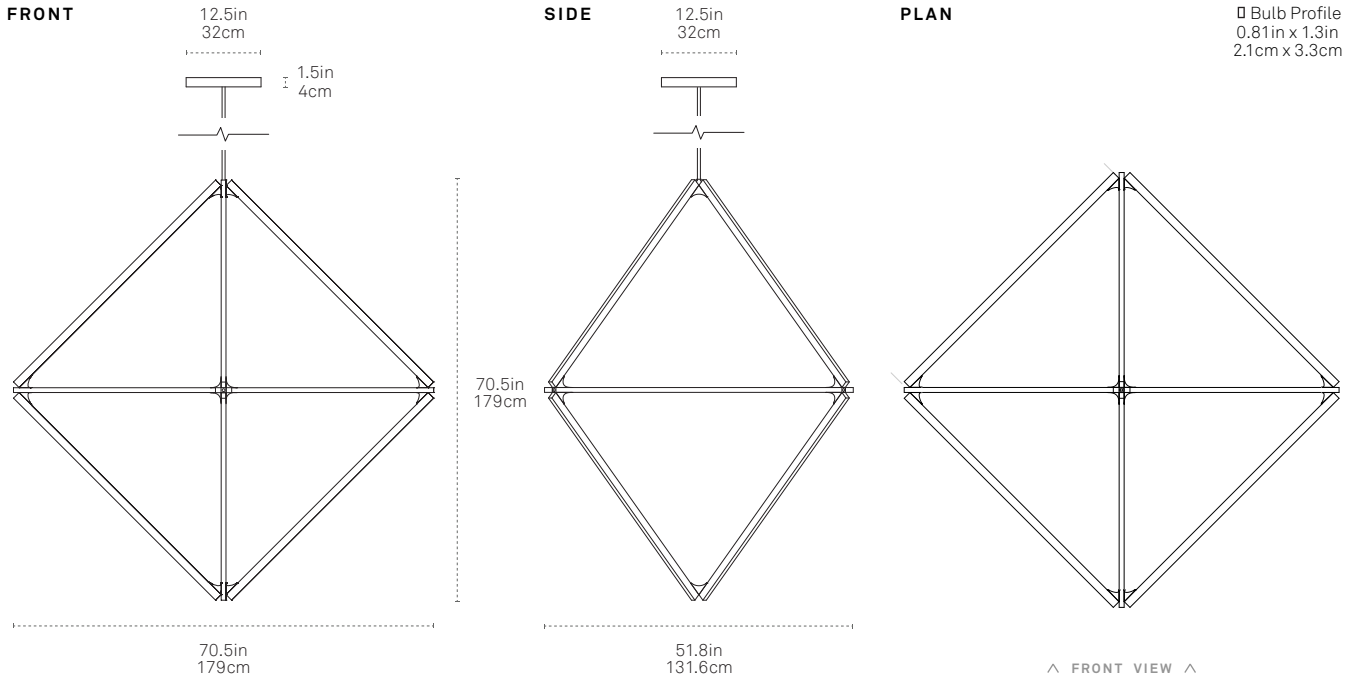 FRONT
12.5in
32cm
1.5in
4cm
70.5in
179cm
70.5in
179cm
SIDE
12.5in
32cm
51.8in
131.6cm
PLAN
Bulb Profile
0.81in x 1.3in
2.1cm x 3.3cm
FRONT VIEW